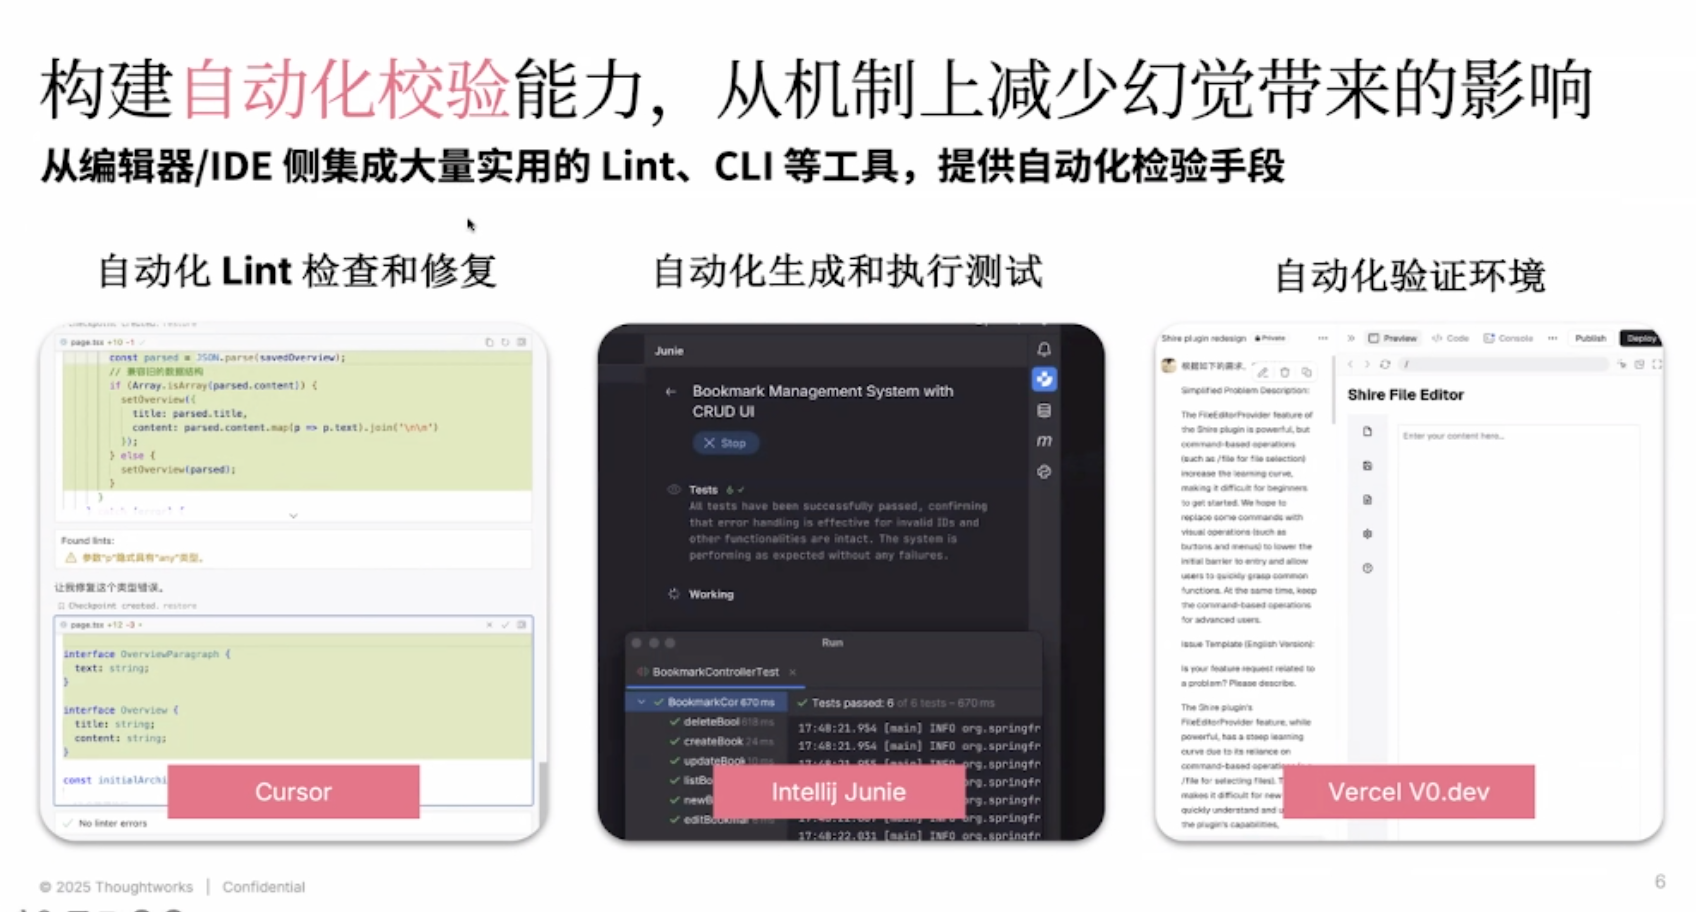 构建自动化校验能力，从机制上减少幻觉带来的影响
从编辑器/IDE 侧集成大量实用的 Lint、CLI 等工具，提供自动化检验手段
自动化 Lint 检查和修复
Checkpoint created. restore
page.tsx +10 -1
const parsed = JSON.parse(savedOverview);
// 兼容旧的数据结构
if (Array.isArray(parsed.content)) {
setOverview({
title: parsed.title,
content: parsed.content.map(p => p.text).join('\n\n')
});
} else {
setOverview(parsed);
}
}
Found lints:
参数"p"隐式具有"any"类型。
让我修复这个类型错误。
Checkpoint created. restore
page.tsx +12 -3
interface OverviewParagraph {
text: string;
}
interface Overview {
title: string;
content: string;
}
const initialArchi
Cursor
No linter errors
自动化生成和执行测试
Junie
Bookmark Management System with
CRUD UI
Stop
Tests 6
All tests have been successfully passed, confirming
that error handling is effective for invalid IDs and
other functionalities are intact. The system is
performing as expected without any failures.
Working
Run
BookmarkControllerTest
BookmarkCor 670 ms
Tests passed: 6 of 6 tests – 670 ms
deleteBool 618 ms
17:48:21.954 [main] INFO org.springfr
createBook 24 ms
17:48:21.954 [main] INFO org.springfr
updateBook 10 ms
listBo
newB
editBookmar
17:48:22.031 [main] INFO org.springfr
Intellij Junie
自动化验证环境
Shire plugin redesign Private
Preview Code Console Publish Deploy
根据如下的需求,
/
Simplified Problem Description:
The FileEditorProvider feature of
the Shire plugin is powerful, but
command-based operations
(such as /file for file selection)
increase the learning curve,
making it difficult for beginners
to get started. We hope to
replace some commands with
visual operations (such as
buttons and menus) to lower the
initial barrier to entry and allow
users to quickly grasp common
functions. At the same time, keep
the command-based operations
for advanced users.
Issue Template (English Version):
Is your feature request related to
a problem? Please describe.
The Shire plugin's
FileEditorProvider feature, while
powerful, has a steep learning
curve due to its reliance on
command-based operations
/file for selecting files). T
makes it difficult for new
quickly understand and u
the plugin's capabilities,
Shire File Editor
Enter your content here...
Vercel V0.dev
© 2025 Thoughtworks | Confidential
6